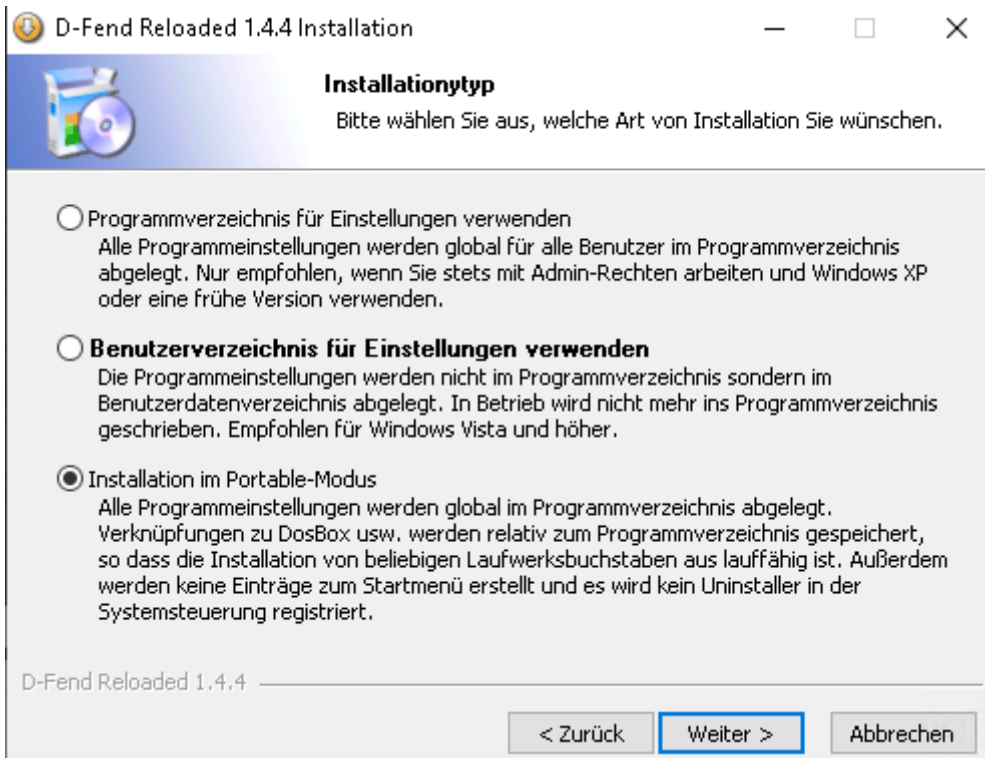 D-Fend Reloaded 1.4.4 Installation
Installationytyp
Bitte wählen Sie aus, welche Art von Installation Sie wünschen.
Programmverzeichnis für Einstellungen verwenden
Alle Programmeinstellungen werden global für alle Benutzer im Programmverzeichnis
abgelegt. Nur empfohlen, wenn Sie stets mit Admin-Rechten arbeiten und Windows XP
oder eine frühe Version verwenden.
Benutzerverzeichnis für Einstellungen verwenden
Die Programmeinstellungen werden nicht im Programmverzeichnis sondern im
Benutzerdatenverzeichnis abgelegt. In Betrieb wird nicht mehr ins Programmverzeichnis
geschrieben. Empfohlen für Windows Vista und höher.
Installation im Portable-Modus
Alle Programmeinstellungen werden global im Programmverzeichnis abgelegt.
Verknüpfungen zu DosBox usw. werden relativ zum Programmverzeichnis gespeichert,
so dass die Installation von beliebigen Laufwerksbuchstaben aus lauffähig ist. Außerdem
werden keine Einträge zum Startmenü erstellt und es wird kein Uninstaller in der
Systemsteuerung registriert.
D-Fend Reloaded 1.4.4
< Zurück
Weiter >
Abbrechen